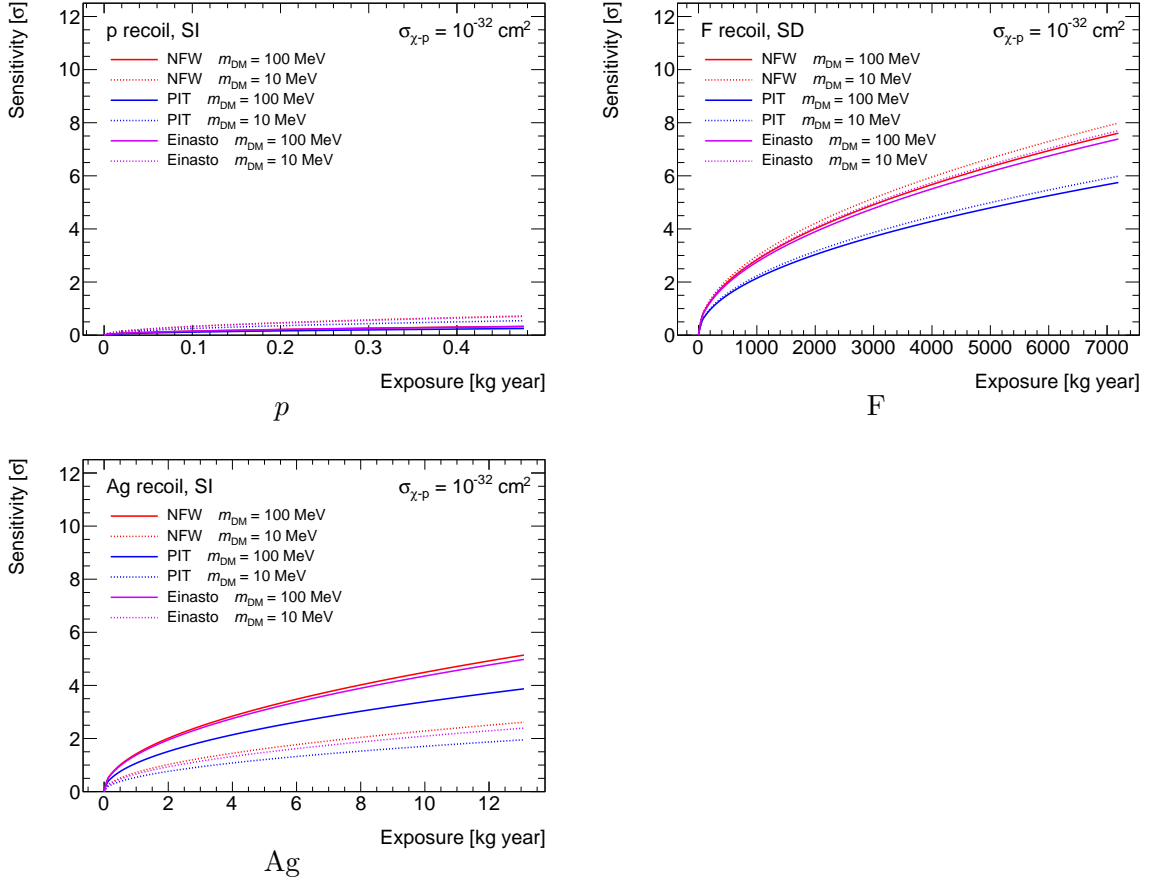 Sensitivity [σ]
p recoil, SI
σχ-p = 10-32 cm2
NFW mDM = 100 MeV
NFW mDM = 10 MeV
PIT mDM = 100 MeV
PIT mDM = 10 MeV
Einasto mDM = 100 MeV
Einasto mDM = 10 MeV
12
10
8
6
4
2
0
0 0.1 0.2 0.3 0.4
Exposure [kg year]
p
Sensitivity [σ]
F recoil, SD
σχ-p = 10-32 cm2
NFW mDM = 100 MeV
NFW mDM = 10 MeV
PIT mDM = 100 MeV
PIT mDM = 10 MeV
Einasto mDM = 100 MeV
Einasto mDM = 10 MeV
12
10
8
6
4
2
0
0 1000 2000 3000 4000 5000 6000 7000
Exposure [kg year]
F
Sensitivity [σ]
Ag recoil, SI
σχ-p = 10-32 cm2
NFW mDM = 100 MeV
NFW mDM = 10 MeV
PIT mDM = 100 MeV
PIT mDM = 10 MeV
Einasto mDM = 100 MeV
Einasto mDM = 10 MeV
12
10
8
6
4
2
0
0 2 4 6 8 10 12
Exposure [kg year]
Ag